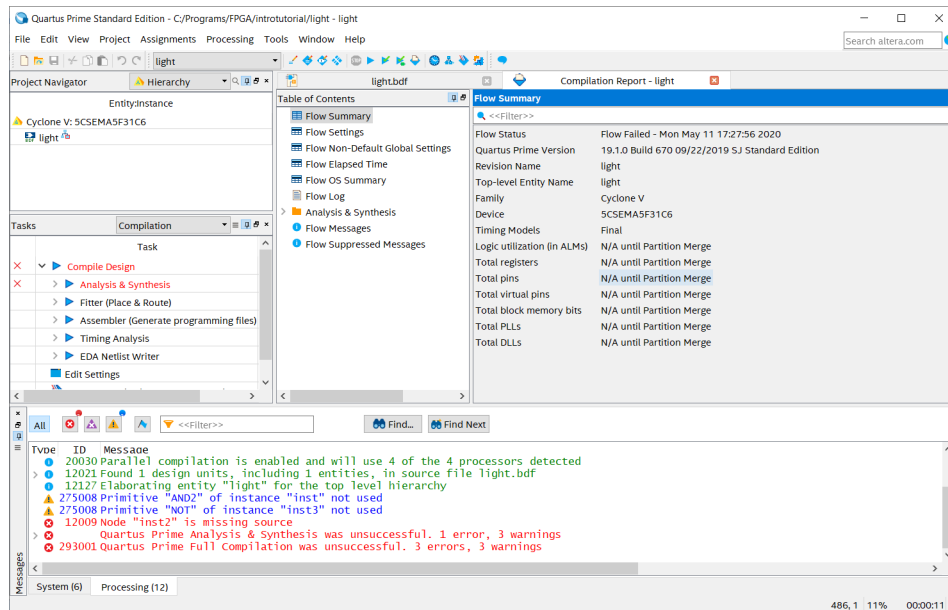 Quartus Prime Standard Edition - C:/Programs/FPGA/introtutorial/light - light
File Edit View Project Assignments Processing Tools Window Help
Search altera.com
light
Project Navigator
Hierarchy
Entity:Instance
Cyclone V: 5CSEMA5F31C6
light
Tasks
Compilation
Task
Compile Design
Analysis & Synthesis
Fitter (Place & Route)
Assembler (Generate programming files)
Timing Analysis
EDA Netlist Writer
Edit Settings
light.bdf
Compilation Report - light
Table of Contents
Flow Summary
Flow Settings
Flow Non-Default Global Settings
Flow Elapsed Time
Flow OS Summary
Flow Log
Analysis & Synthesis
Flow Messages
Flow Suppressed Messages
Flow Summary
<<Filter>>
Flow Status Flow Failed - Mon May 11 17:27:56 2020
Quartus Prime Version 19.1.0 Build 670 09/22/2019 SJ Standard Edition
Revision Name light
Top-level Entity Name light
Family Cyclone V
Device 5CSEMA5F31C6
Timing Models Final
Logic utilization (in ALMs) N/A until Partition Merge
Total registers N/A until Partition Merge
Total pins N/A until Partition Merge
Total virtual pins N/A until Partition Merge
Total block memory bits N/A until Partition Merge
Total PLLs N/A until Partition Merge
Total DLLs N/A until Partition Merge
All
<<Filter>>
Find...
Find Next
Type ID Message
20030 Parallel compilation is enabled and will use 4 of the 4 processors detected
12021 Found 1 design units, including 1 entities, in source file light.bdf
12127 Elaborating entity "light" for the top level hierarchy
275008 Primitive "AND2" of instance "inst" not used
275008 Primitive "NOT" of instance "inst3" not used
12009 Node "inst2" is missing source
Quartus Prime Analysis & Synthesis was unsuccessful. 1 error, 3 warnings
293001 Quartus Prime Full Compilation was unsuccessful. 3 errors, 3 warnings
Messages
System (6)
Processing (12)
486, 1 11% 00:00:11